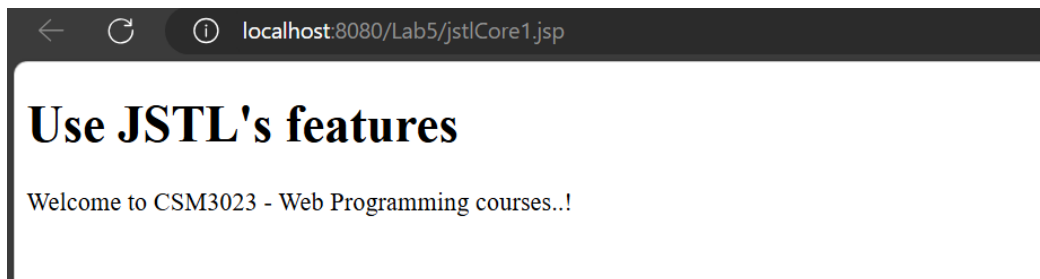 localhost:8080/Lab5/jstlCore1.jsp
Use JSTL's features
Welcome to CSM3023 - Web Programming courses..!